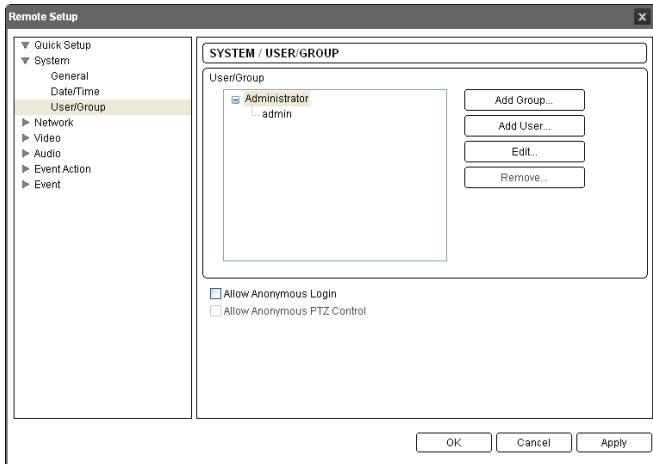 Remote Setup
x
Quick Setup
System
General
Date/Time
User/Group
Network
Video
Audio
Event Action
Event
SYSTEM / USER/GROUP
User/Group
Administrator
admin
Add Group...
Add User...
Edit...
Remove...
Allow Anonymous Login
Allow Anonymous PTZ Control
OK
Cancel
Apply